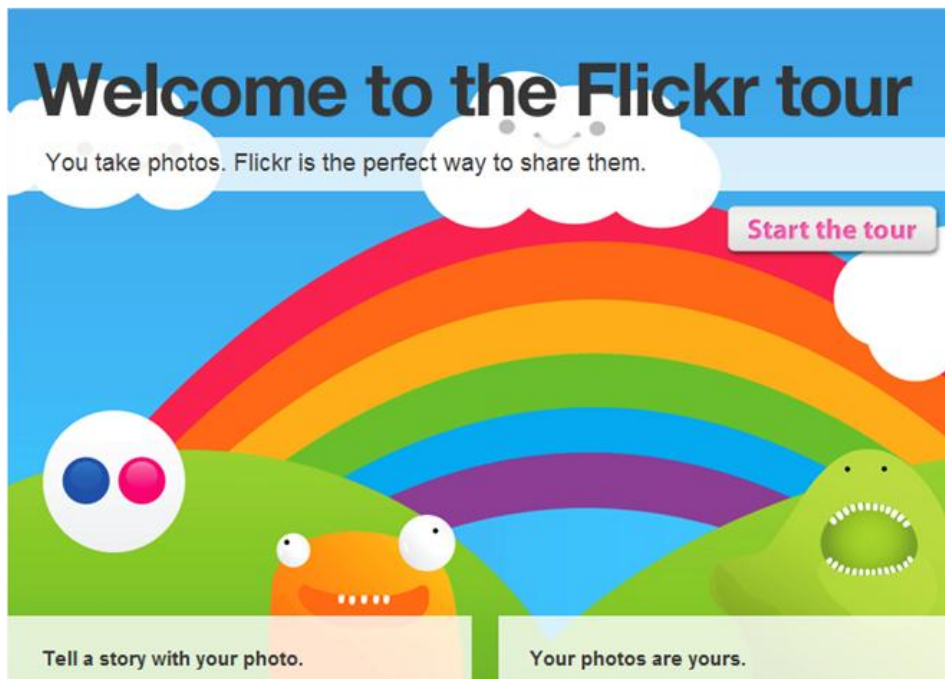 Welcome to the Flickr tour
You take photos. Flickr is the perfect way to share them.
Start the tour
Tell a story with your photo.
Your photos are yours.